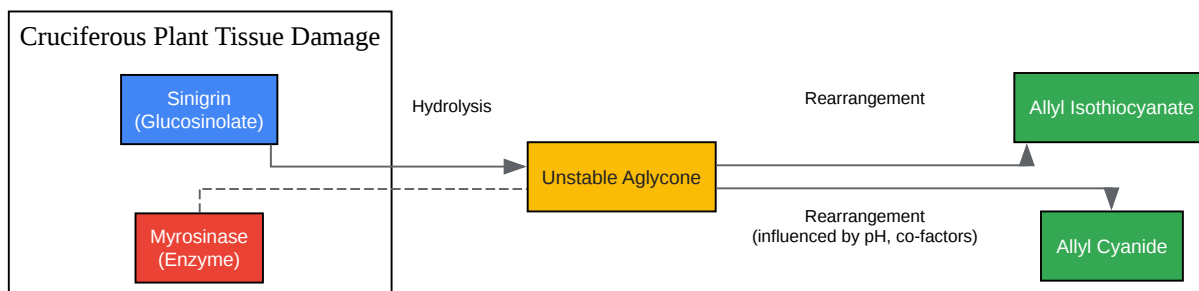 Cruciferous Plant Tissue Damage
Sinigrin
(Glucosinolate)
Hydrolysis
Rearrangement
Allyl Isothiocyanate
Unstable Aglycone
Myrosinase
(Enzyme)
Rearrangement
(influenced by pH, co-factors)
Allyl Cyanide